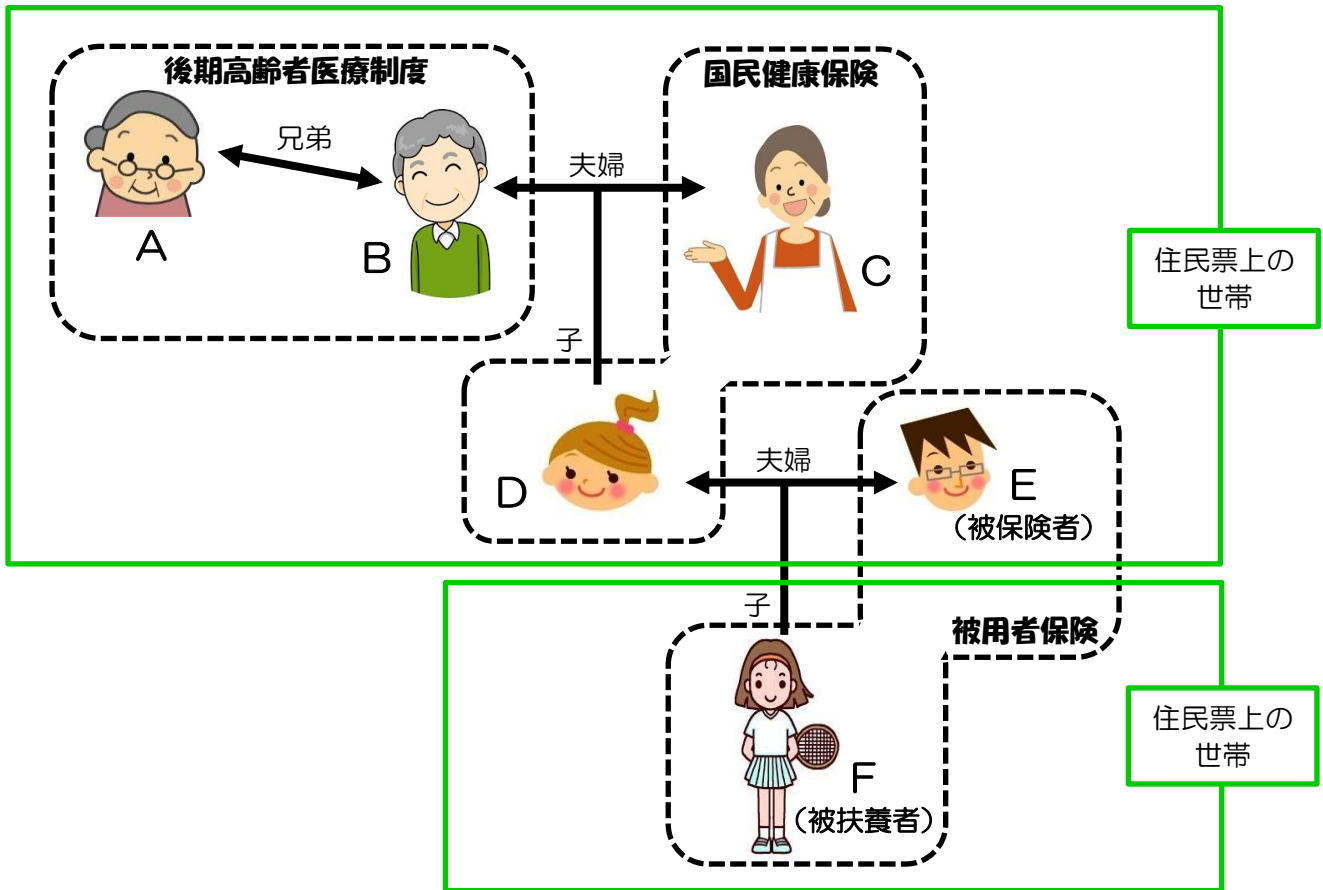 後期高齢者医療制度
国民健康保険
兄弟
夫婦
A
B
C
住民票上の
世帯
子
夫婦
D
E
(被保険者)
子
被用者保険
住民票上の
世帯
F
(被扶養者)